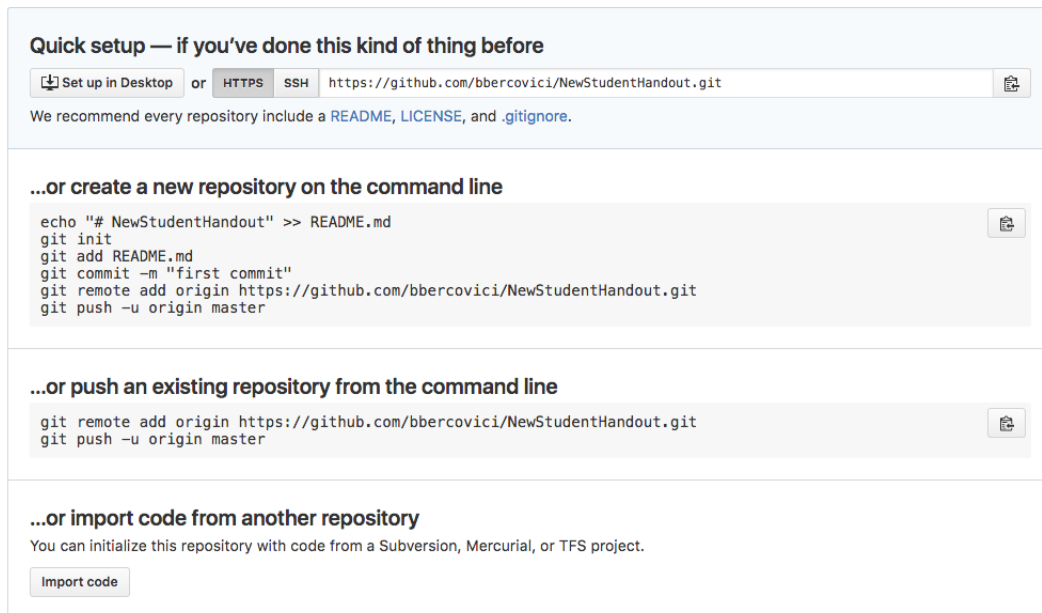 Quick setup — if you’ve done this kind of thing before
Set up in Desktop or HTTPS SSH https://github.com/bbercovici/NewStudentHandout.git
We recommend every repository include a README, LICENSE, and .gitignore.
…or create a new repository on the command line
echo "# NewStudentHandout" >> README.md
git init
git add README.md
git commit -m "first commit"
git remote add origin https://github.com/bbercovici/NewStudentHandout.git
git push -u origin master
…or push an existing repository from the command line
git remote add origin https://github.com/bbercovici/NewStudentHandout.git
git push -u origin master
…or import code from another repository
You can initialize this repository with code from a Subversion, Mercurial, or TFS project.
Import code